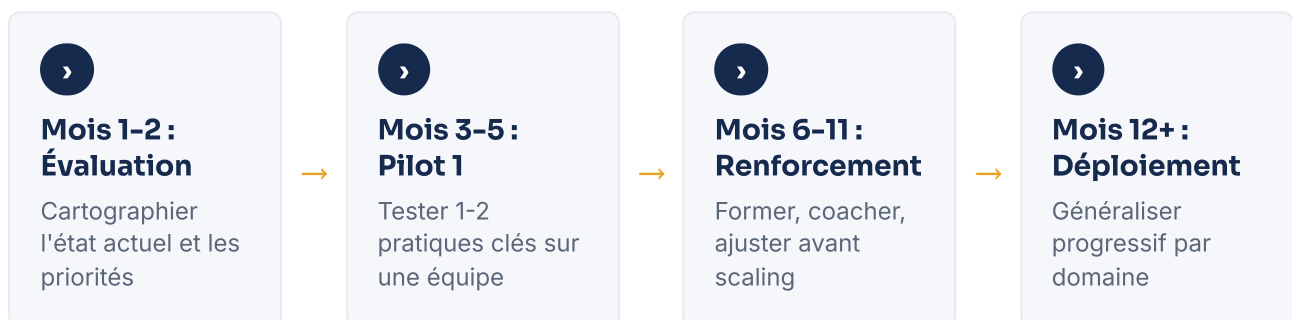 ›
Mois 1-2 :
Évaluation
Cartographier
l'état actuel et les
priorités
→
›
Mois 3-5 :
Pilot 1
Tester 1-2
pratiques clés sur
une équipe
→
›
Mois 6-11 :
Renforcement
Former, coacher,
ajuster avant
scaling
→
›
Mois 12+ :
Déploiement
Généraliser
progressif par
domaine